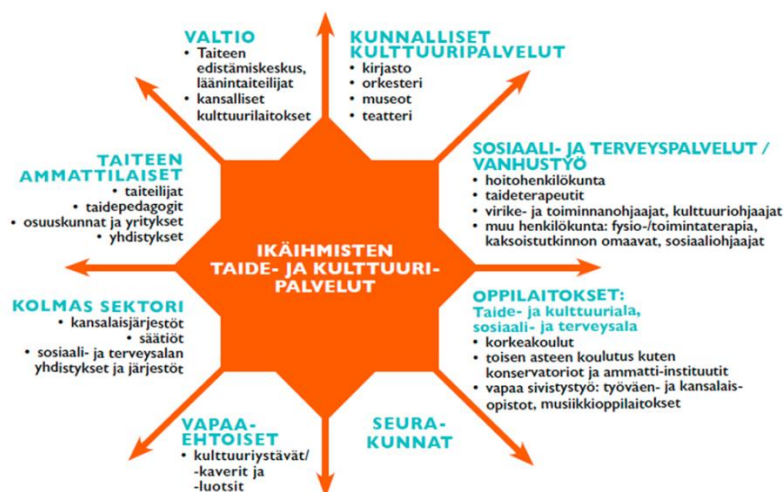 VALTIO
• Taiteen
edistämiskeskus,
läänintaiteilijat
• kansalliset
kulttuurilaitokset
KUNNALLISET
KULTTUURIPALVELUT
• kirjasto
• orkesteri
• museot
• teatteri
TAITEEN
AMMATTILAISET
• taiteilijat
• taidepedagogit
• osuuskunnat ja yritykset
• yhdistykset
SOSIAALI- JA TERVEYSPALVELUT /
VANHUSTYÖ
• hoitohenkilökunta
• taideterapeutit
• virike- ja toiminnanohjaajat, kulttuuriohjaajat
• muu henkilökunta: fysio-/toimintaterapia,
kaksoistutkinnon omaavat, sosiaaliohjaajat
IKÄIHMISTEN
TAIDE- JA KULTTUURI-
PALVELUT
KOLMAS SEKTORI
• kansalaisjärjestöt
• säätiöt
• sosiaali- ja terveysalan
yhdistykset ja järjestöt
OPPILAITOKSET:
Taide- ja kulttuuriala,
sosiaali- ja terveysala
• korkeakoulut
• toisen asteen koulutus kuten
konservatoriot ja ammatti-instituutit
• vapaa sivistystyö: työväen- ja kansalais-
opistot, musiikkioppilaitokset
VAPAA-
EHTOISET
• kulttuuriystävät/
-kaverit ja
-luotsit
SEURA-
KUNNAT